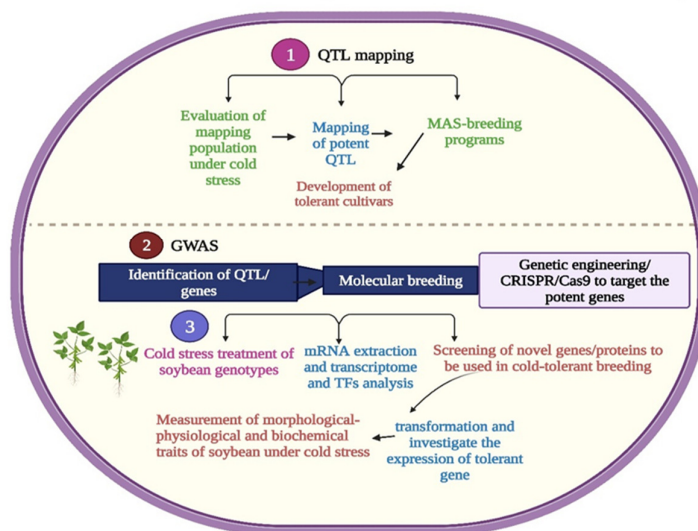 1 QTL mapping
Evaluation of
mapping
population
under cold
stress
Mapping
of potent
QTL
MAS-breeding
programs
Development of
tolerant cultivars
2 GWAS
Identification of QTL/
genes
Molecular breeding
Genetic engineering/
CRISPR/Cas9 to target the
potent genes
3
Cold stress treatment of
soybean genotypes
mRNA extraction
and transcriptome
and TFs analysis
Screening of novel genes/proteins to
be used in cold-tolerant breeding
Measurement of morphological-
physiological and biochemical
traits of soybean under cold stress
transformation and
investigate the
expression of tolerant
gene